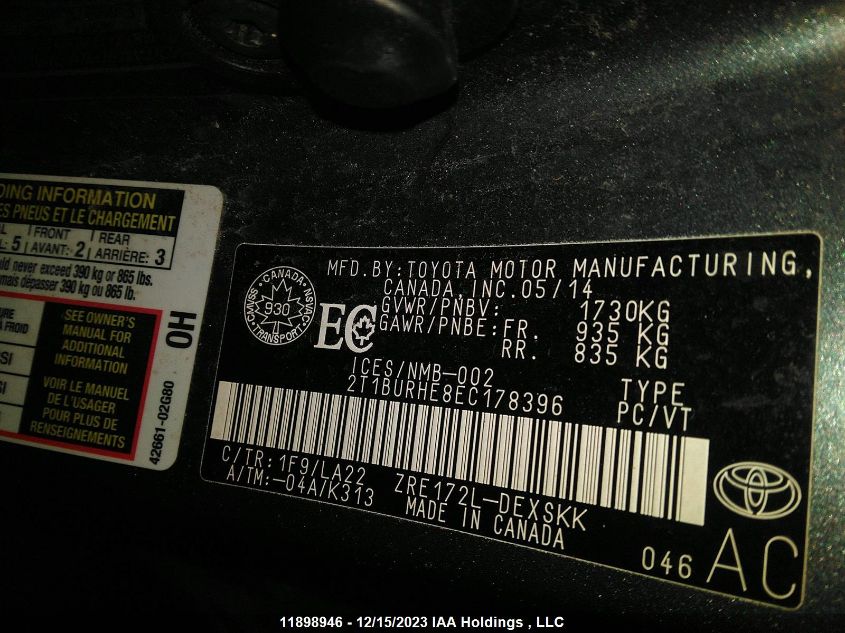 DING INFORMATION
ES PNEUS ET LE CHARGEMENT
FRONT REAR
5 AVANT: 2 ARRIÈRE: 3
never exceed 390 kg or 865 lbs.
dépasser 390 kg ou 865 lb.
SEE OWNER'S
MANUAL FOR
ADDITIONAL
INFORMATION
VOIR LE MANUEL
DE L'USAGER
POUR PLUS DE
RENSEIGNEMENTS
FROID
OH
42661-02G80
MFD.BY:TOYOTA MOTOR MANUFACTURING,
CANADA,INC.05/14
GVWR/PNBV: 1730KG
GAWR/PNBE:FR. 935 KG
RR. 835 KG
CANADA
CMVSS NSVAC
930
TRANSPORT
EC
ICES/NMB-002
2T1BURHE8EC178396
TYPE
PC/VT
C/TR:1F9/LA22
A/TM:-04A/K313
ZRE172L-DEXSKK
MADE IN CANADA
046 AC
11898946 - 12/15/2023 IAA Holdings , LLC